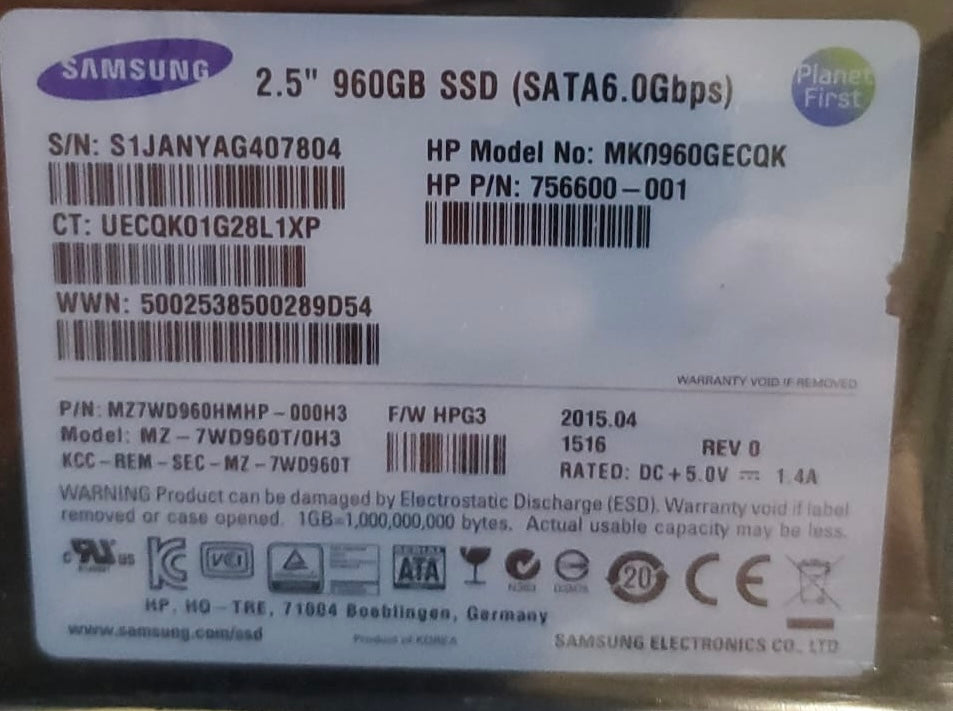 SAMSUNG
2.5" 960GB SSD (SATA6.0Gbps)
Planet
First
S/N: S1JANYAG407804
HP Model No: MK0960GECQK
HP P/N: 756600-001
CT: UECQK01G28L1XP
WWN: 5002538500289D54
WARRANTY VOID IF REMOVED
P/N: MZ7WD960HMHP-000H3
F/W HPG3
2015.04
Model: MZ-7WD960T/0H3
1516
REV 0
KCC-REM-SEC-MZ-7WD960T
RATED: DC+5.0V ⎓ 1.4A
WARNING Product can be damaged by Electrostatic Discharge (ESD). Warranty void if label
removed or case opened. 1GB=1,000,000,000 bytes. Actual usable capacity may be less.
c RU us
VCI
ATA
20
CE
HP, HQ-TRE, 71004 Boeblingen, Germany
www.samsung.com/ssd
Product of KOREA
SAMSUNG ELECTRONICS CO., LTD